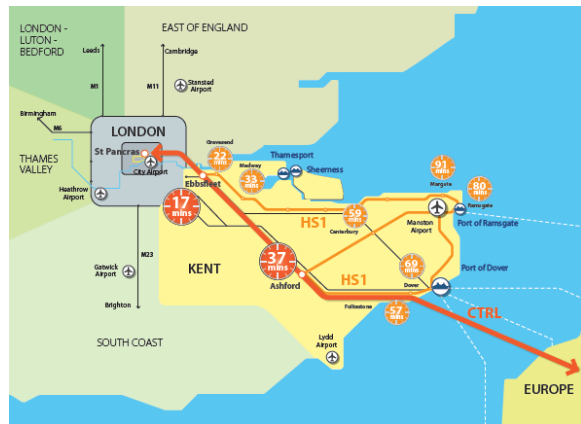 LONDON -
LUTON -
BEDFORD
EAST OF ENGLAND
Leeds
Cambridge
M1
M11
Stansted
Airport
Birmingham
M6
LONDON
St Pancras
City Airport
THAMES
VALLEY
Heathrow
Airport
Ebbsfleet
Gravesend
22
mins
Medway
33
mins
Thamesport
Sheerness
91
mins
Margate
80
mins
Ramsgate
17
mins
HS1
59
mins
Canterbury
Manston
Airport
Port of Ramsgate
M23
Gatwick
Airport
Brighton
KENT
37
mins
Ashford
HS1
69
mins
Dover
Port of Dover
Folkestone
57
mins
CTRL
Lydd
Airport
SOUTH COAST
EUROPE